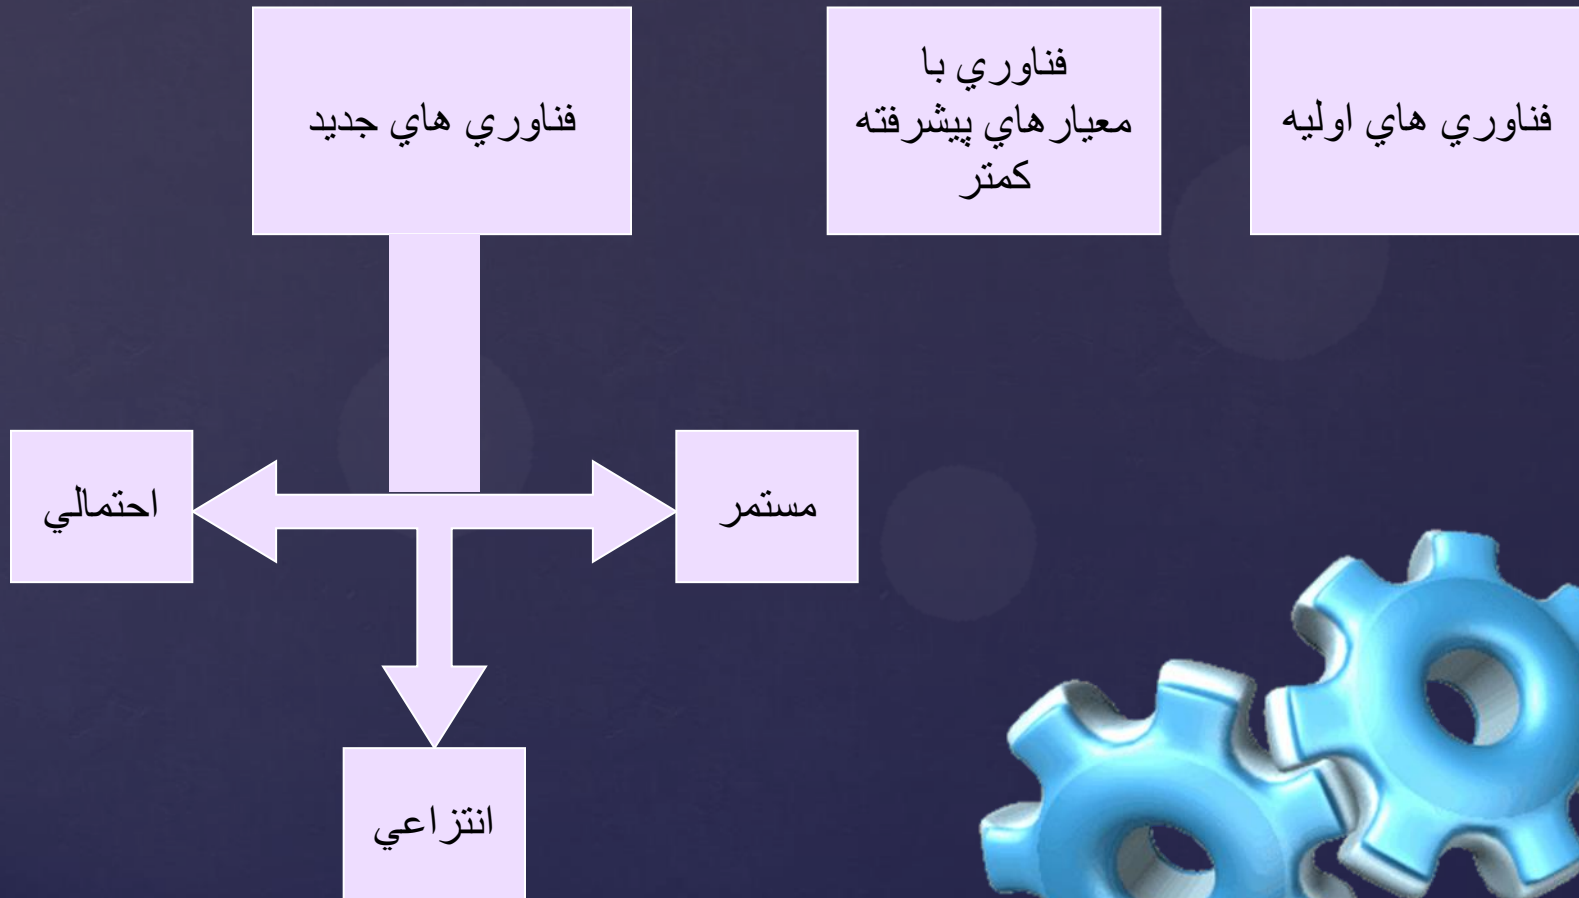 فناوري هاي اوليه
فناوري با
معيارهاي پيشرفته
كمتر
فناوري هاي جديد
مستمر
احتمالي
انتزاعي